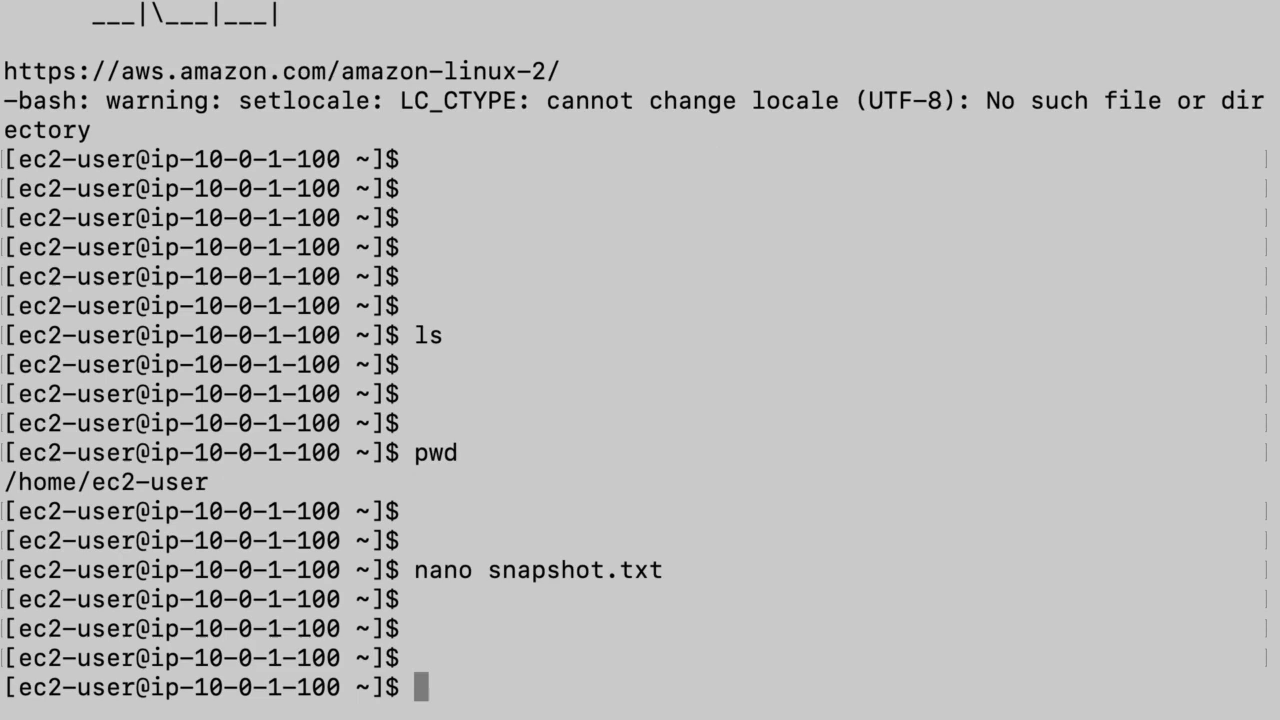 ___|\___|___|
https://aws.amazon.com/amazon-linux-2/
-bash: warning: setlocale: LC_CTYPE: cannot change locale (UTF-8): No such file or dir
ectory
[ec2-user@ip-10-0-1-100 ~]$
[ec2-user@ip-10-0-1-100 ~]$
[ec2-user@ip-10-0-1-100 ~]$
[ec2-user@ip-10-0-1-100 ~]$
[ec2-user@ip-10-0-1-100 ~]$
[ec2-user@ip-10-0-1-100 ~]$
[ec2-user@ip-10-0-1-100 ~]$ ls
[ec2-user@ip-10-0-1-100 ~]$
[ec2-user@ip-10-0-1-100 ~]$
[ec2-user@ip-10-0-1-100 ~]$
[ec2-user@ip-10-0-1-100 ~]$ pwd
/home/ec2-user
[ec2-user@ip-10-0-1-100 ~]$
[ec2-user@ip-10-0-1-100 ~]$
[ec2-user@ip-10-0-1-100 ~]$ nano snapshot.txt
[ec2-user@ip-10-0-1-100 ~]$
[ec2-user@ip-10-0-1-100 ~]$
[ec2-user@ip-10-0-1-100 ~]$
[ec2-user@ip-10-0-1-100 ~]$